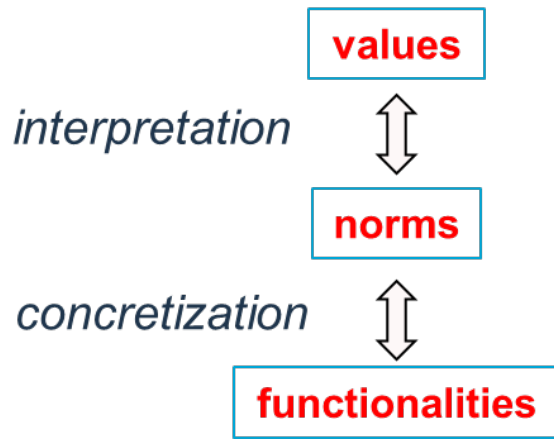 values
interpretation
norms
concretization
functionalities